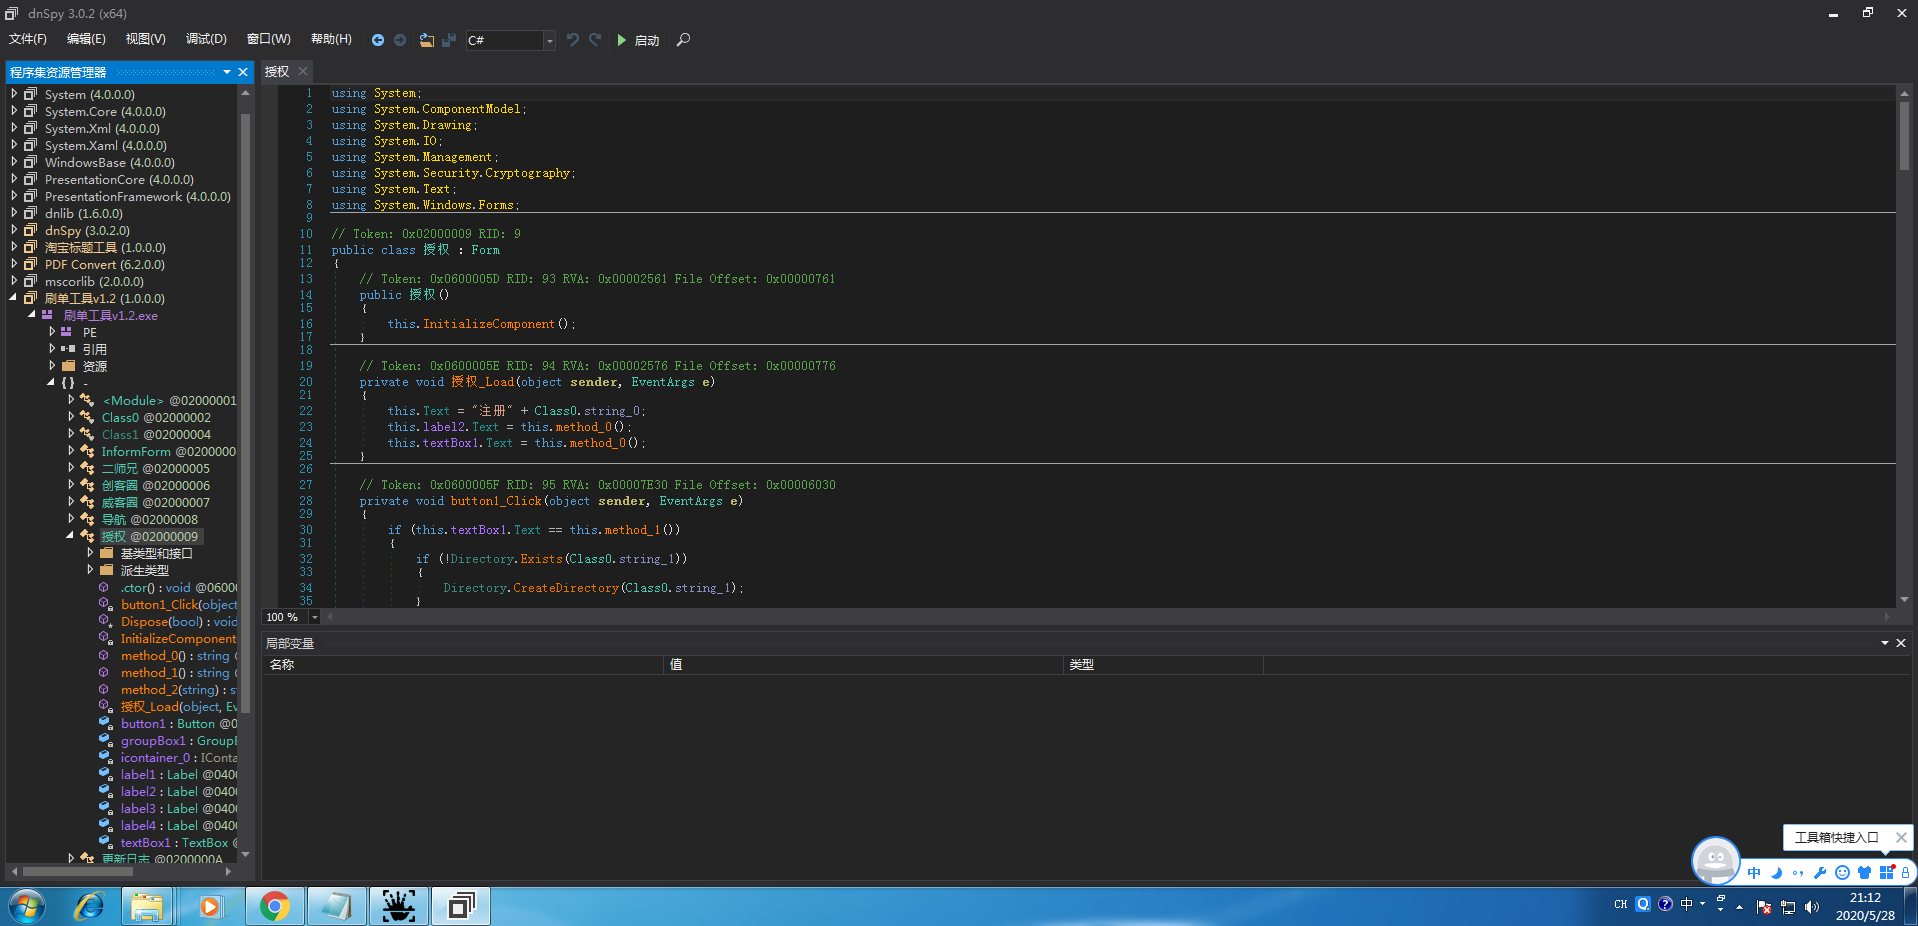 dnSpy 3.0.2 (x64)
文件(F) 编辑(E) 视图(V) 调试(D) 窗口(W) 帮助(H) C# 启动
程序集资源管理器
System (4.0.0.0)
System.Core (4.0.0.0)
System.Xml (4.0.0.0)
System.Xaml (4.0.0.0)
WindowsBase (4.0.0.0)
PresentationCore (4.0.0.0)
PresentationFramework (4.0.0.0)
dnlib (1.6.0.0)
dnSpy (3.0.2.0)
淘宝标题工具 (1.0.0.0)
PDF Convert (6.2.0.0)
mscorlib (2.0.0.0)
刷单工具v1.2 (1.0.0.0)
刷单工具v1.2.exe
PE
引用
资源
{ } -
<Module> @02000001
Class0 @02000002
Class1 @02000004
InformForm @0200000
二师兄 @02000005
创客圈 @02000006
威客圈 @02000007
导航 @02000008
授权 @02000009
基类型和接口
派生类型
.ctor() : void @0600
button1_Click(object
Dispose(bool) : void
InitializeComponent
method_0() : string
method_1() : string
method_2(string) : s
授权_Load(object, Ev
button1 : Button @0
groupBox1 : Group
icontainer_0 : IConta
label1 : Label @040
label2 : Label @040
label3 : Label @040
label4 : Label @040
textBox1 : TextBox @
更新日志 @0200000A
授权
1 using System;
2 using System.ComponentModel;
3 using System.Drawing;
4 using System.IO;
5 using System.Management;
6 using System.Security.Cryptography;
7 using System.Text;
8 using System.Windows.Forms;
9
10 // Token: 0x02000009 RID: 9
11 public class 授权 : Form
12 {
13 // Token: 0x0600005D RID: 93 RVA: 0x00002561 File Offset: 0x00000761
14 public 授权()
15 {
16 this.InitializeComponent();
17 }
18
19 // Token: 0x0600005E RID: 94 RVA: 0x00002576 File Offset: 0x00000776
20 private void 授权_Load(object sender, EventArgs e)
21 {
22 this.Text = "注册" + Class0.string_0;
23 this.label2.Text = this.method_0();
24 this.textBox1.Text = this.method_0();
25 }
26
27 // Token: 0x0600005F RID: 95 RVA: 0x00007E30 File Offset: 0x00006030
28 private void button1_Click(object sender, EventArgs e)
29 {
30 if (this.textBox1.Text == this.method_1())
31 {
32 if (!Directory.Exists(Class0.string_1))
33 {
34 Directory.CreateDirectory(Class0.string_1);
35 }
100 %
局部变量
名称 值 类型
工具箱快捷入口
中
CH 中
21:12
2020/5/28